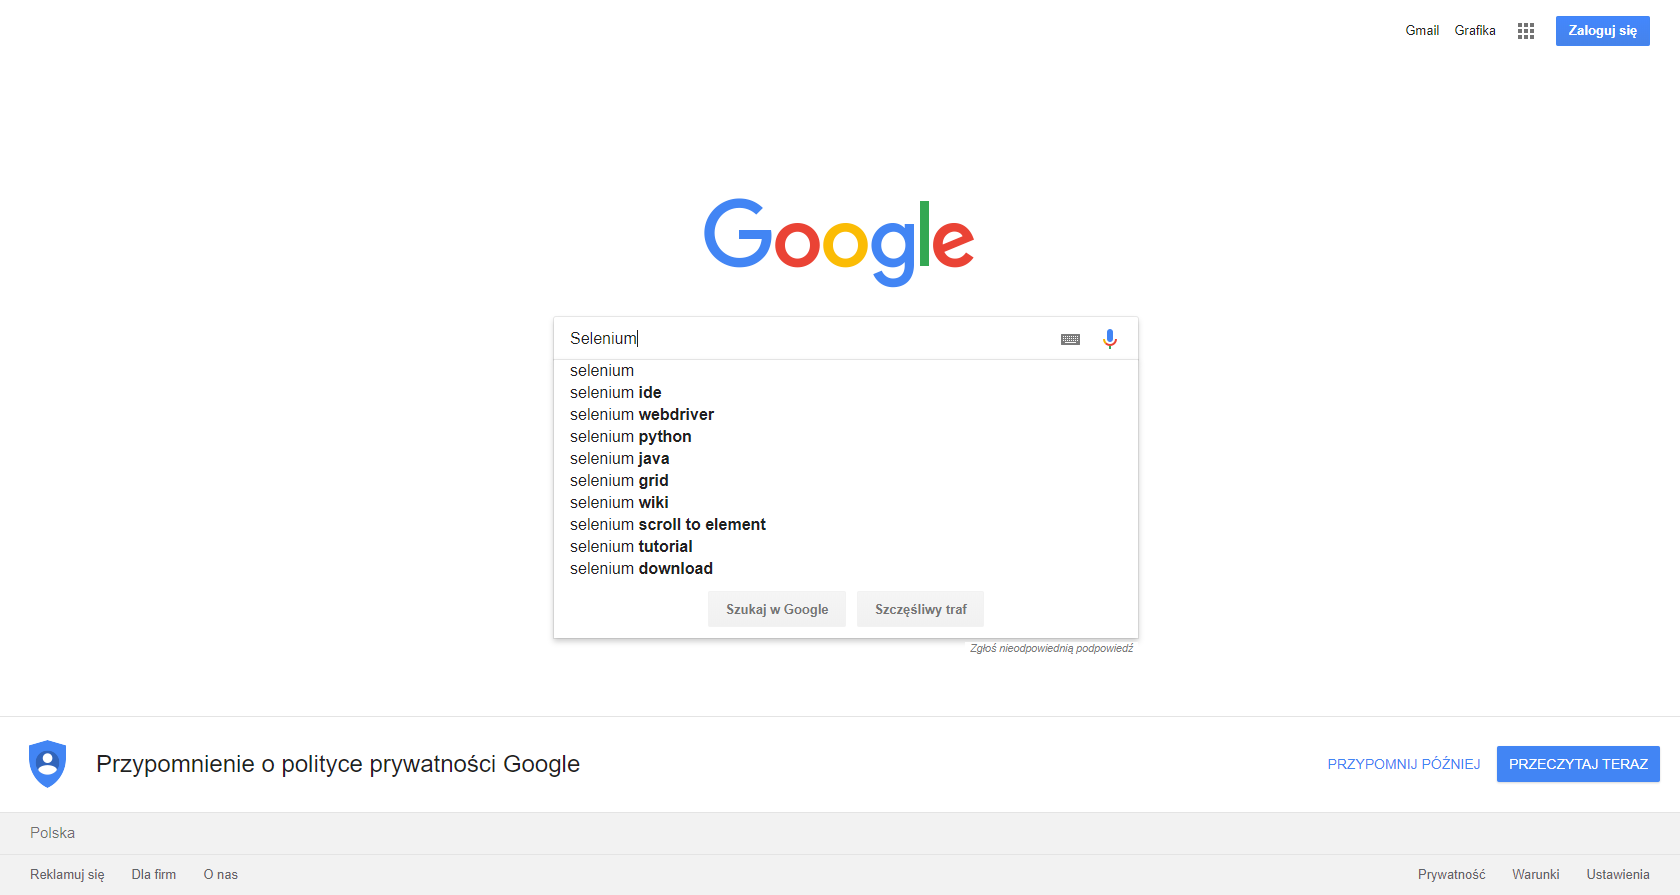 Gmail Grafika Zaloguj się
Google
Selenium
selenium
selenium ide
selenium webdriver
selenium python
selenium java
selenium grid
selenium wiki
selenium scroll to element
selenium tutorial
selenium download
Szukaj w Google Szczęśliwy traf
Zgłoś nieodpowiednią podpowiedź
Przypomnienie o polityce prywatności Google PRZYPOMNIJ PÓŹNIEJ PRZECZYTAJ TERAZ
Polska
Reklamuj się Dla firm O nas Prywatność Warunki Ustawienia